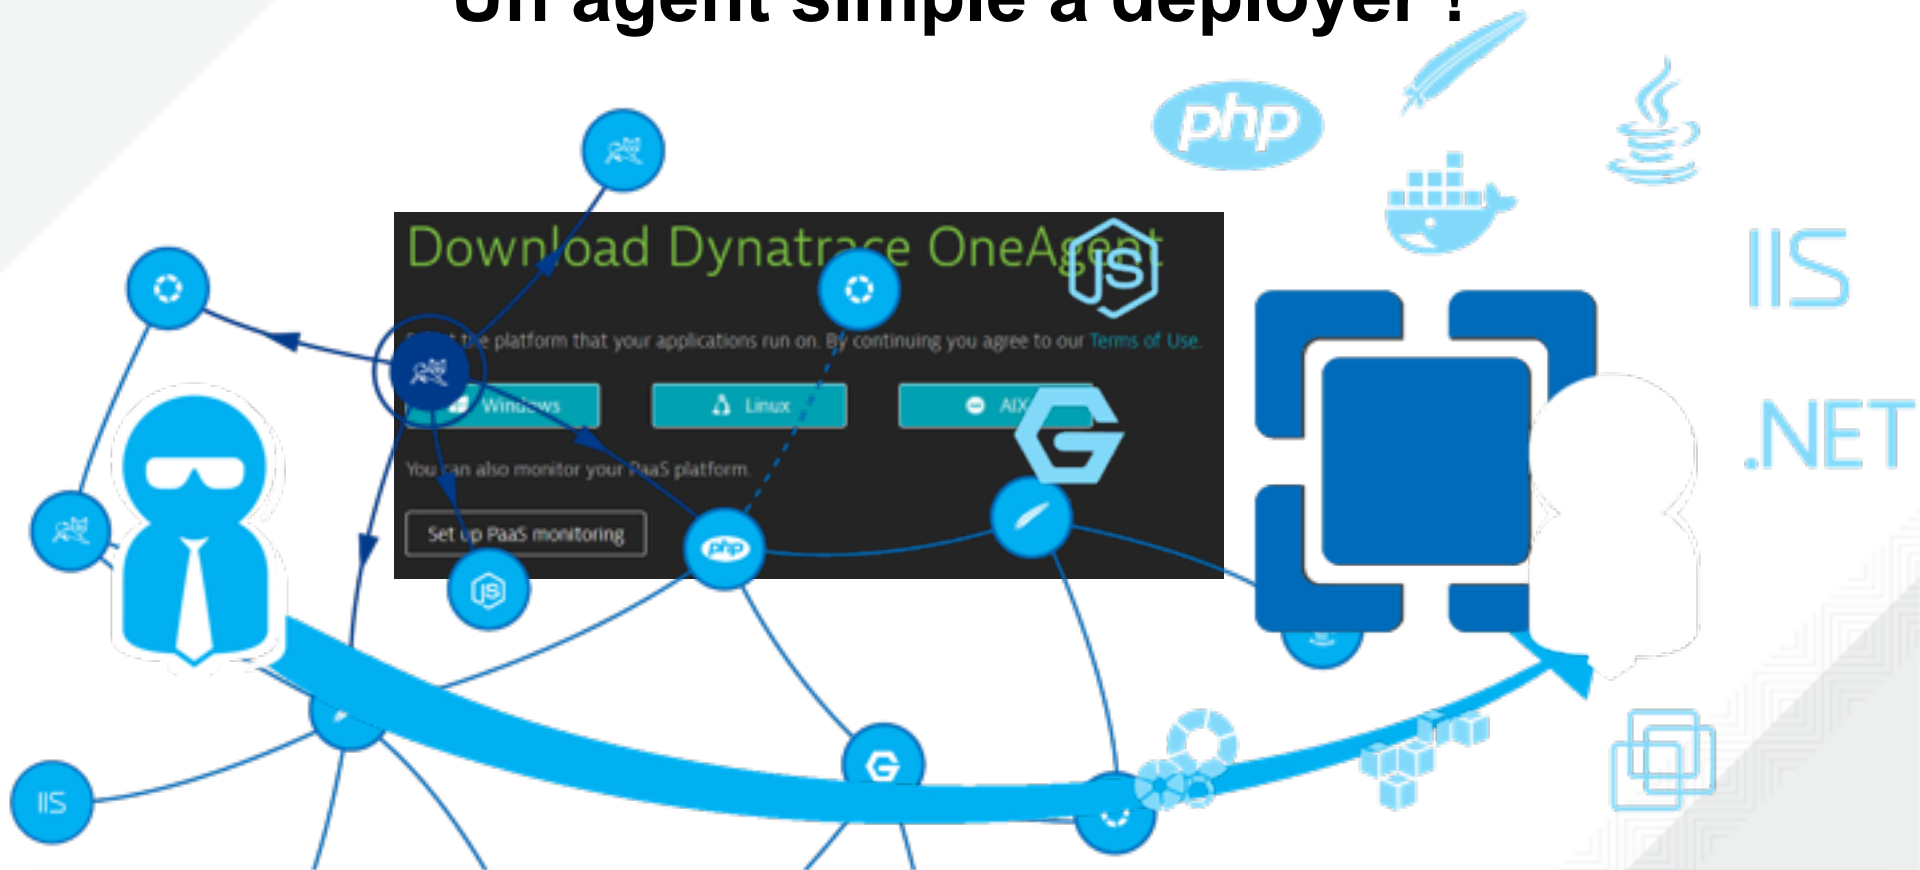 Un agent simple à déployer !
php
IIS
.NET
Download Dynatrace OneAgent
JS
the platform that your applications run on. By continuing you agree to our Terms of Use.
Windows
Linux
AIX
G
You can also monitor your PaaS platform.
Set up PaaS monitoring
php
JS
G
IIS